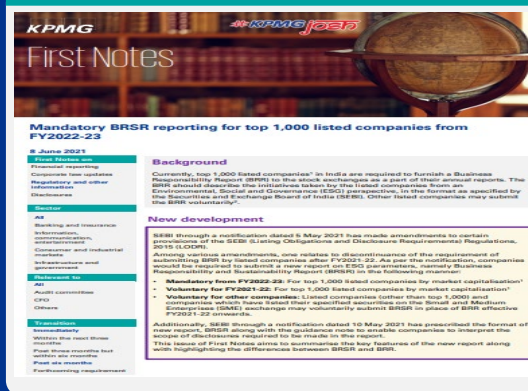 KPMG
KPMG josh
First Notes
Mandatory BRSR reporting for top 1,000 listed companies from
FY2022-23
8 June 2021
First Notes on
Financial reporting
Corporate law updates
Regulatory and other
information
Disclosures
Sector
All
Banking and insurance
Information,
communication,
entertainment
Consumer and industrial
markets
Infrastructure and
government
Relevant to
All
Audit committee
CFO
Others
Transition
Immediately
Within the next three
months
Post three months but
within six months
Post six months
Forthcoming requirement
Background
Currently, top 1,000 listed companies¹ in India are required to furnish a Business
Responsibility Report (BRR) to the stock exchanges as a part of their annual reports. The
BRR should describe the initiatives taken by the listed companies from an
Environmental, Social and Governance (ESG) perspective, in the format as specified by
the Securities and Exchange Board of India (SEBI). Other listed companies may submit
the BRR voluntarily².
New development
SEBI through a notification dated 5 May 2021 has made amendments to certain
provisions of the SEBI (Listing Obligations and Disclosure Requirements) Regulations,
2015 (LODR).
Among various amendments, one relates to discontinuance of the requirement of
submitting BRR by listed companies after FY2021-22. As per the notification, companies
would be required to submit a new report on ESG parameters, namely Business
Responsibility and Sustainability Report (BRSR) in the following manner:
• Mandatory from FY2022-23: For top 1,000 listed companies by market capitalisation¹
• Voluntary for FY2021-22: For top 1,000 listed companies by market capitalisation¹
• Voluntary for other companies: Listed companies (other than top 1,000) and
companies which have listed their specified securities on the Small and Medium
Enterprises (SME) exchange may voluntarily submit BRSR in place of BRR effective
FY2021-22 onwards.
Additionally, SEBI through a notification dated 10 May 2021 has prescribed the format of
new report, BRSR along with the guidance note to enable companies to interpret the
scope of disclosures required to be made in the report.
This issue of First Notes aims to summarise the key features of the new report along
with highlighting the differences between BRSR and BRR.